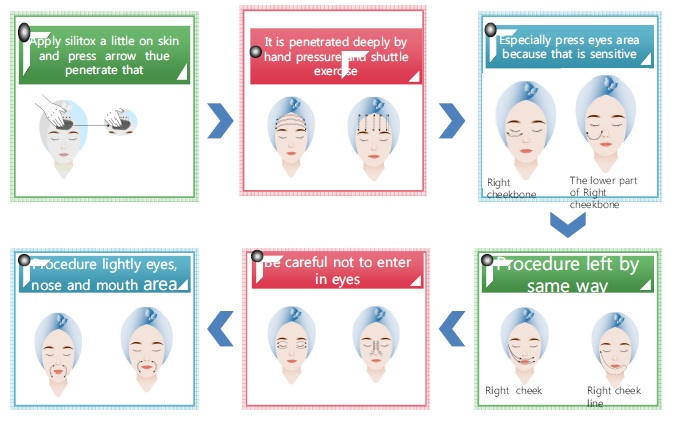 Apply silitox a little on skin
and press arrow thue
penetrate that
It is penetrated deeply by
hand pressure and shuttle
exercise
Especially press eyes area
because that is sensitive
Right
cheekbone
The lower part
of Right
cheekbone
Procedure left by
same way
Right cheek
Right cheek
line
Be careful not to enter
in eyes
Procedure lightly eyes,
nose and mouth area